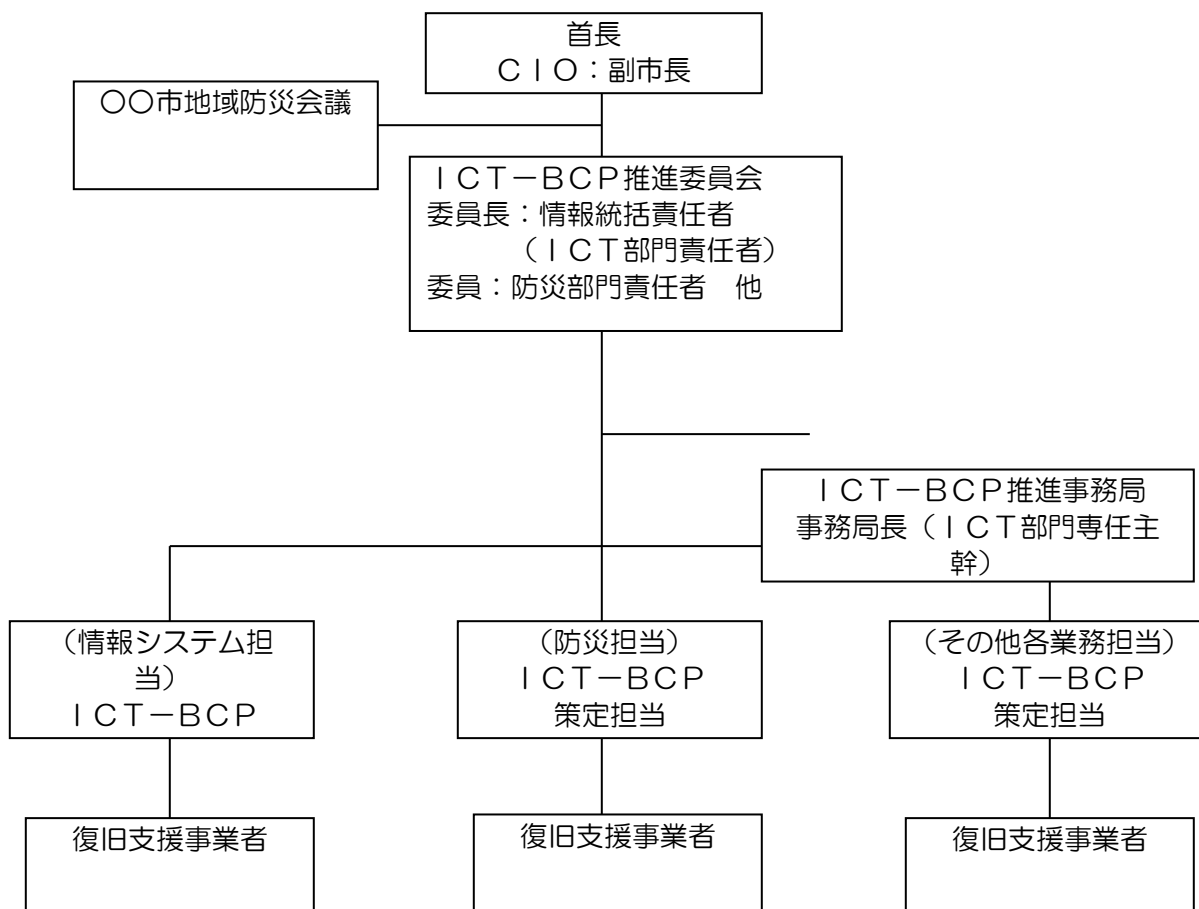 首長
ＣＩＯ：副市長
〇〇市地域防災会議
ＩＣＴ－ＢＣＰ推進委員会
委員長：情報統括責任者
（ＩＣＴ部門責任者）
委員：防災部門責任者　他
ＩＣＴ－ＢＣＰ推進事務局
事務局長（ＩＣＴ部門専任主
幹）
（情報システム担
当）
ＩＣＴ－ＢＣＰ
（防災担当）
ＩＣＴ－ＢＣＰ
策定担当
（その他各業務担当）
ＩＣＴ－ＢＣＰ
策定担当
復旧支援事業者
復旧支援事業者
復旧支援事業者